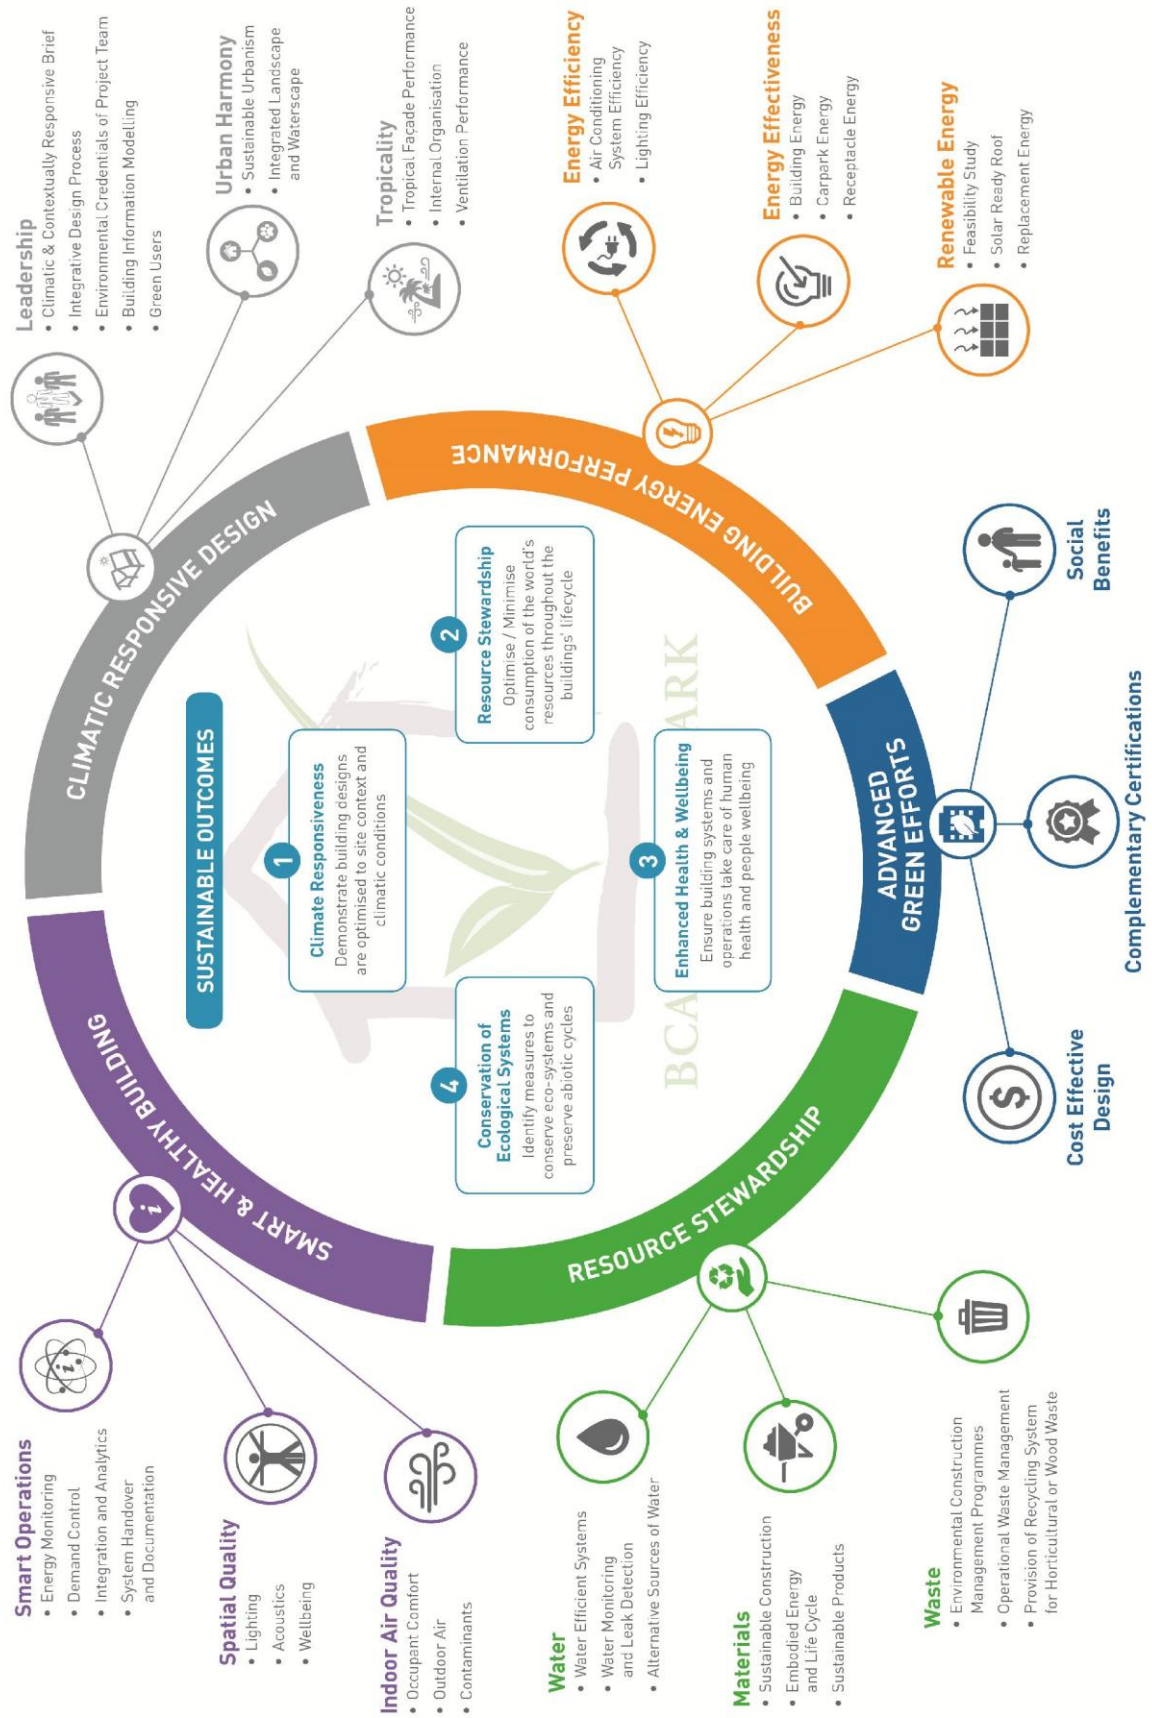 Leadership
• Climatic & Contextually Responsive Brief
• Integrative Design Process
• Environmental Credentials of Project Team
• Building Information Modelling
• Green Users
Urban Harmony
• Sustainable Urbanism
• Integrated Landscape
and Waterscape
Tropicality
• Tropical Façade Performance
• Internal Organisation
• Ventilation Performance
CLIMATIC RESPONSIVE DESIGN
Energy Efficiency
• Air Conditioning
System Efficiency
• Lighting Efficiency
Energy Effectiveness
• Building Energy
• Carpark Energy
• Receptacle Energy
Renewable Energy
• Feasibility Study
• Solar Ready Roof
• Replacement Energy
BUILDING ENERGY PERFORMANCE
Smart Operations
• Energy Monitoring
• Demand Control
• Integration and Analytics
• System Handover
and Documentation
Spatial Quality
• Lighting
• Acoustics
• Wellbeing
Indoor Air Quality
• Occupant Comfort
• Outdoor Air
• Contaminants
SMART & HEALTHY BUILDING
i
i
Water
• Water Efficient Systems
• Water Monitoring
and Leak Detection
• Alternative Sources of Water
Materials
• Sustainable Construction
• Embodied Energy
and Life Cycle
• Sustainable Products
Waste
• Environmental Construction
Management Programmes
• Operational Waste Management
• Provision of Recycling System
for Horticultural or Wood Waste
RESOURCE STEWARDSHIP
SUSTAINABLE OUTCOMES
1
Climate Responsiveness
Demonstrate building designs
are optimised to site context and
climatic conditions
2
Resource Stewardship
Optimise / Minimise
consumption of the world's
resources throughout the
buildings' lifecycle
3
Enhanced Health & Wellbeing
Ensure building systems and
operations take care of human
health and people wellbeing
4
Conservation of
Ecological Systems
Identify measures to
conserve eco-systems and
preserve abiotic cycles
BCA
ARK
ADVANCED
GREEN EFFORTS
$
Cost Effective
Design
Complementary Certifications
Social
Benefits